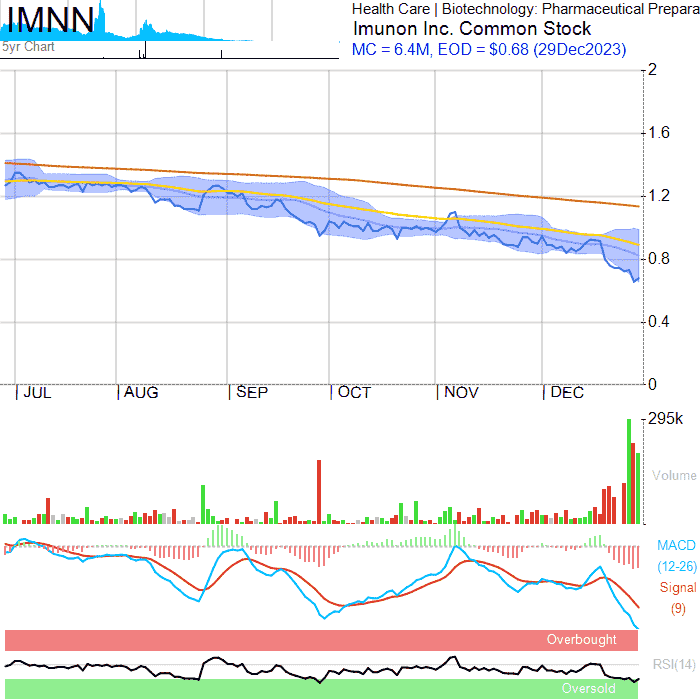 IMNN
5yr Chart
Health Care | Biotechnology: Pharmaceutical Prepara
Imunon Inc. Common Stock
MC = 6.4M, EOD = $0.68 (29Dec2023)
2
1.6
1.2
0.8
0.4
0
JUL AUG SEP OCT NOV DEC
295k
Volume
MACD
(12-26)
Signal
(9)
Overbought
RSI(14)
Oversold